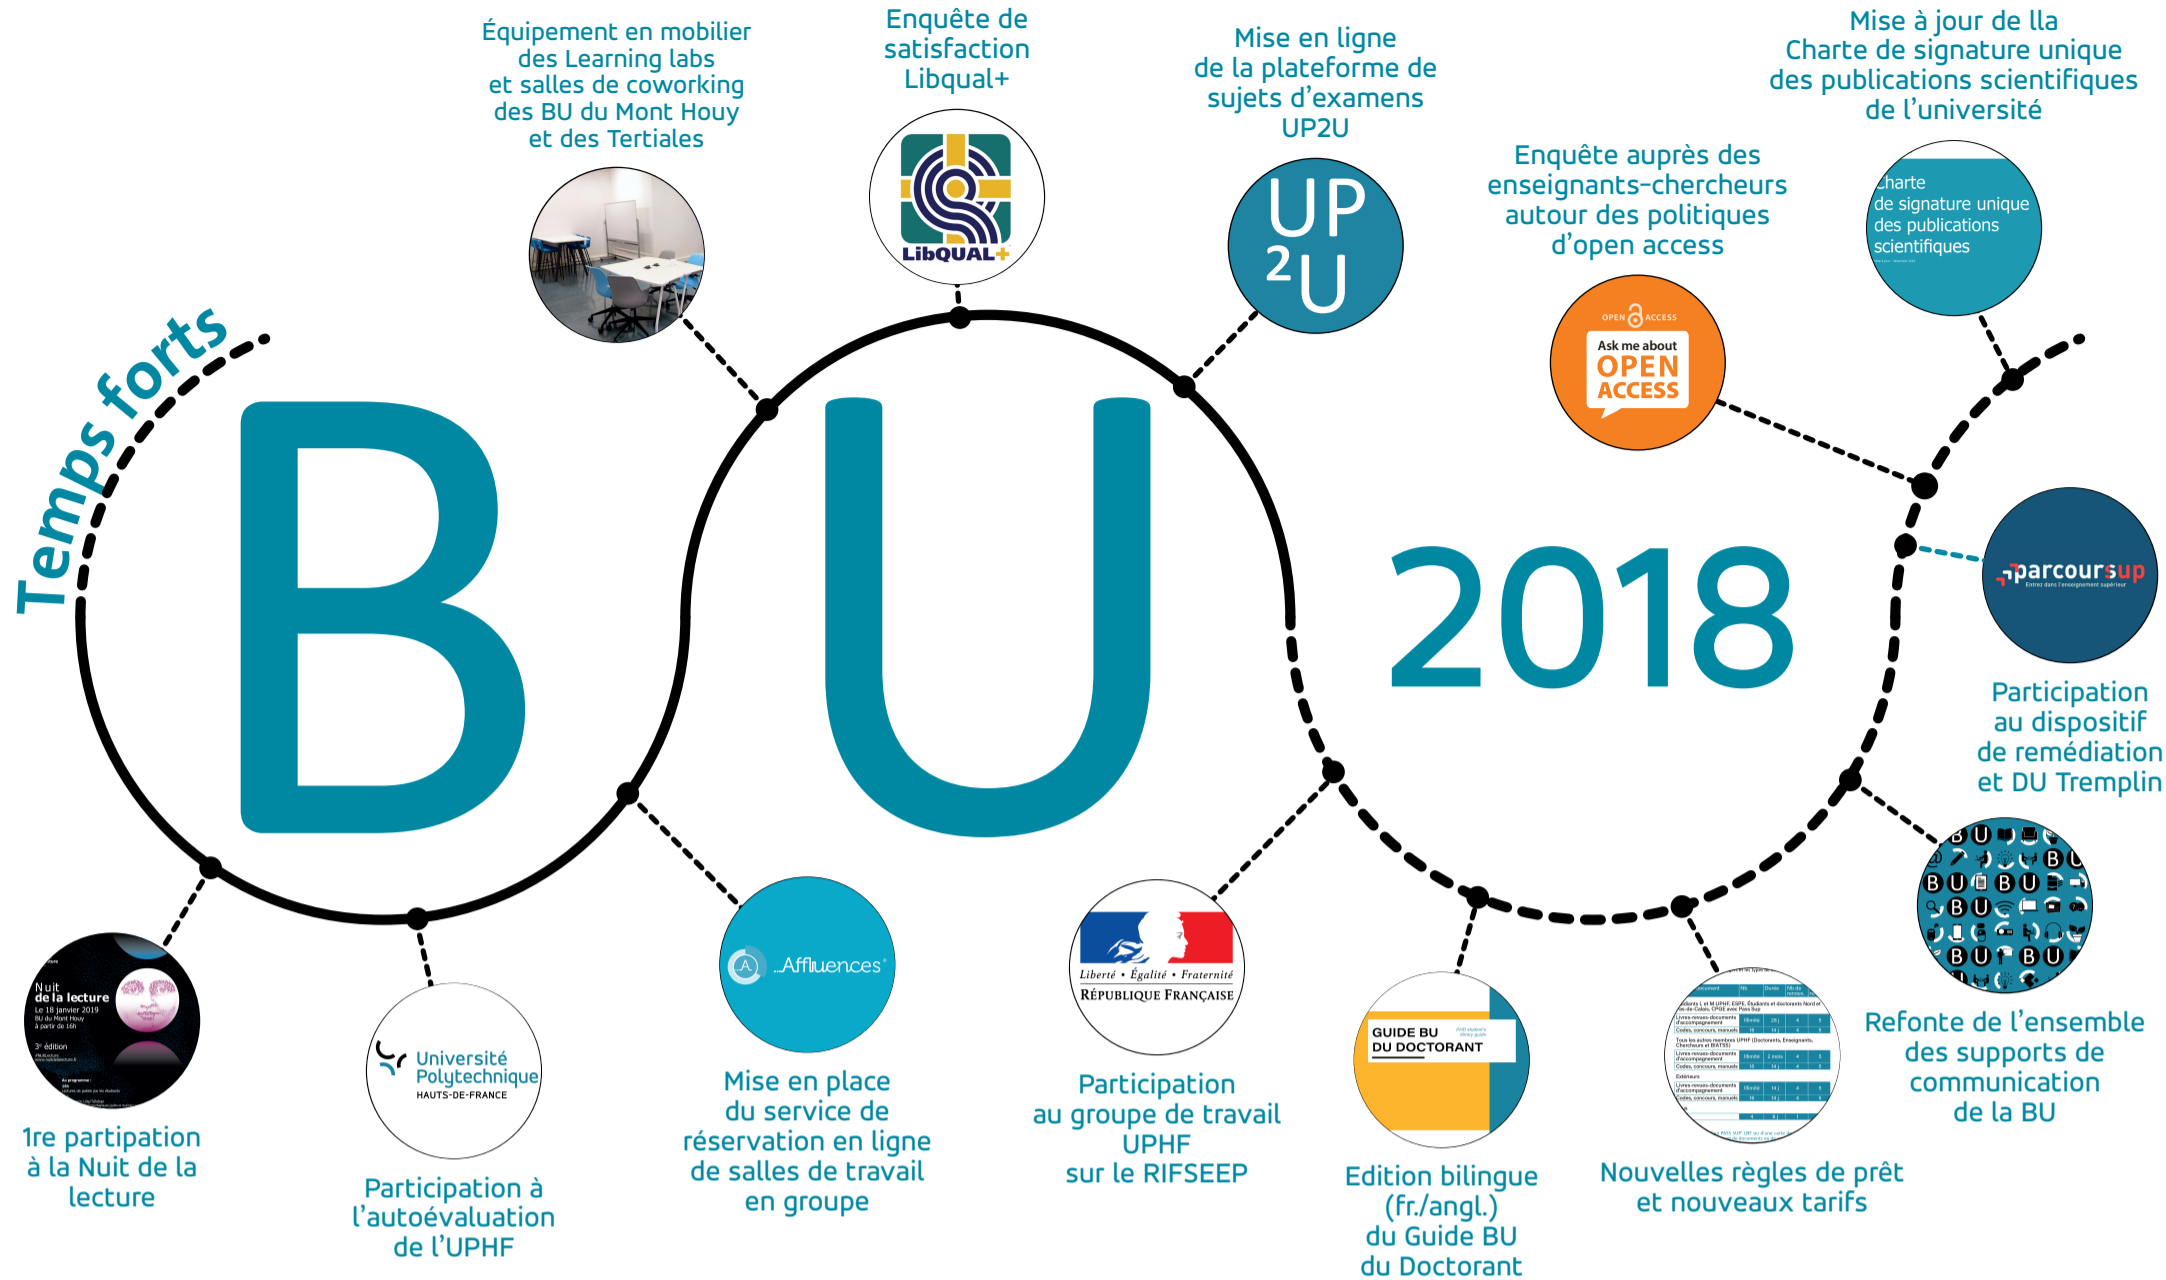 Temps forts
BU
2018
1re partipation
à la Nuit de la
lecture
Nuit
de la lecture
Le 18 janvier 2019
BU du Mont Houy
à partir de 16h
3e édition
Participation à
l'autoévaluation
de l'UPHF
Université
Polytechnique
HAUTS-DE-FRANCE
Mise en place
du service de
réservation en ligne
de salles de travail
en groupe
Affluences
Équipement en mobilier
des Learning labs
et salles de coworking
des BU du Mont Houy
et des Tertiales
Enquête de
satisfaction
Libqual+
LibQUAL+
Mise en ligne
de la plateforme de
sujets d'examens
UP2U
UP
2U
Participation
au groupe de travail
UPHF
sur le RIFSEEP
Liberté • Égalité • Fraternité
RÉPUBLIQUE FRANÇAISE
Edition bilingue
(fr./angl.)
du Guide BU
du Doctorant
GUIDE BU
DU DOCTORANT
Nouvelles règles de prêt
et nouveaux tarifs
Refonte de l'ensemble
des supports de
communication
de la BU
parcoursup
Entrez dans l'enseignement supérieur
Participation
au dispositif
de remédiation
et DU Tremplin
Enquête auprès des
enseignants-chercheurs
autour des politiques
d'open access
OPEN ACCESS
Ask me about
OPEN
ACCESS
Mise à jour de lla
Charte de signature unique
des publications scientifiques
de l'université
Charte
de signature unique
des publications
scientifiques